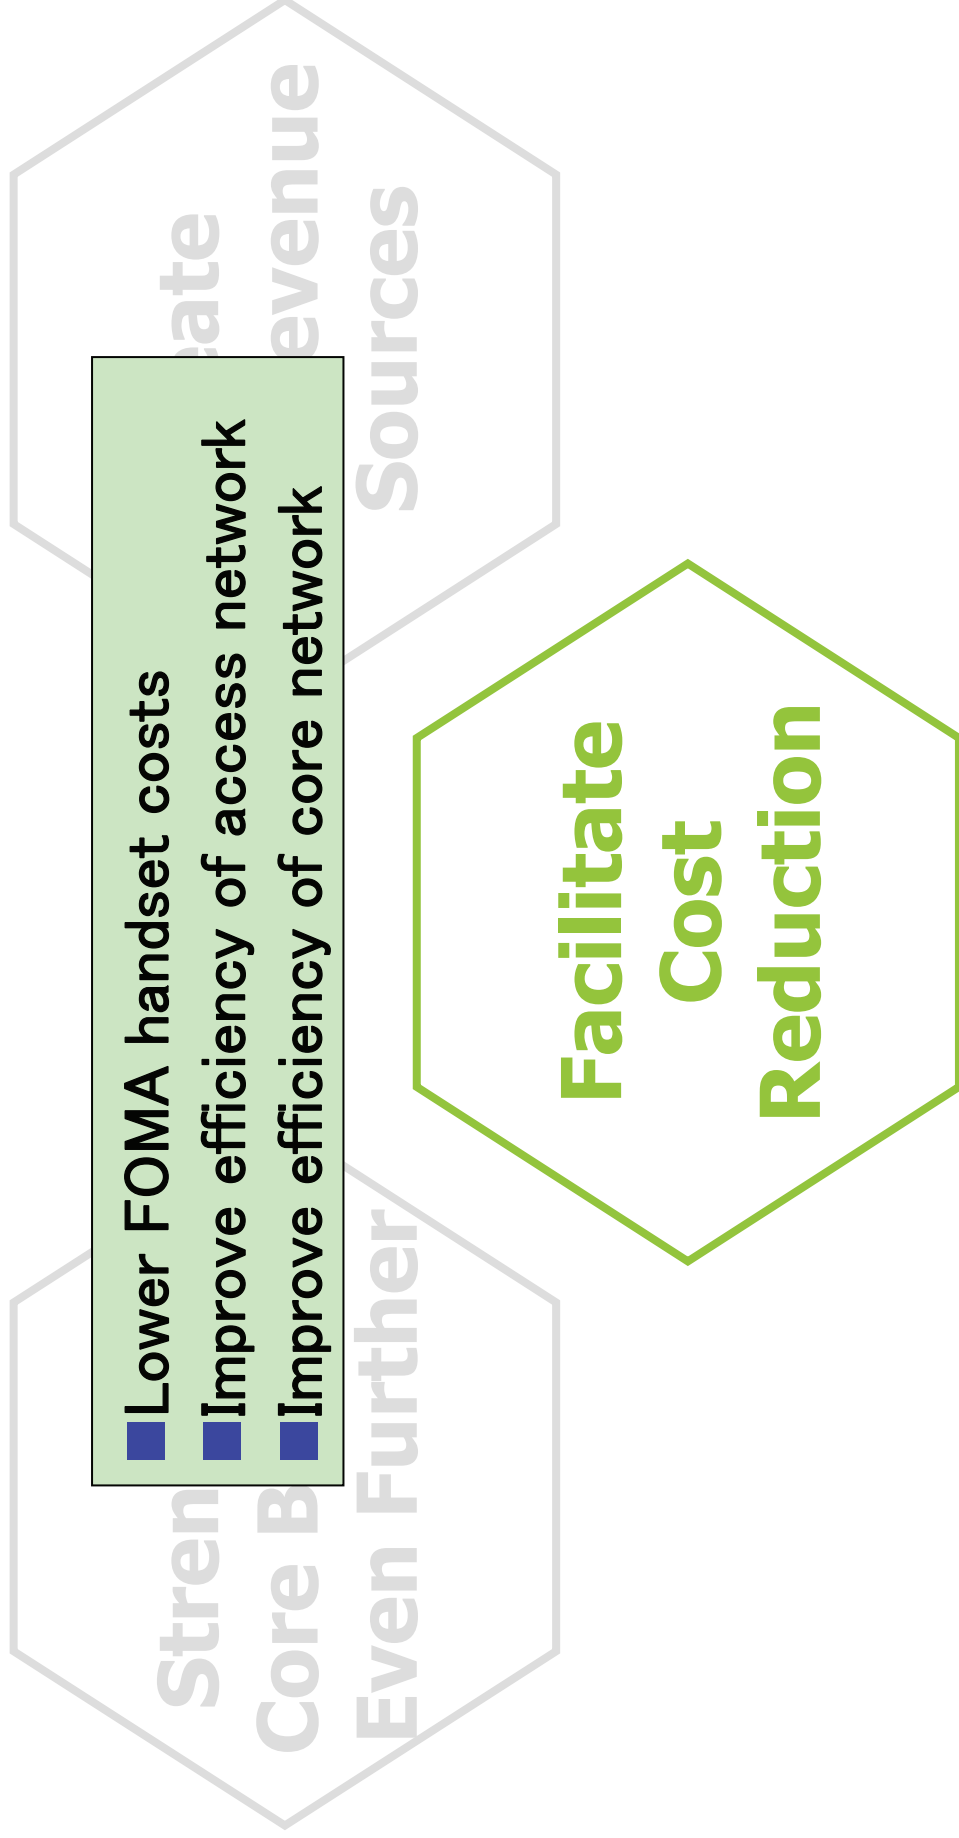 Lower FOMA handset costs
Improve efficiency of access network
Improve efficiency of core network
Core
Even Further
Sources
Facilitate
Cost
Reduction